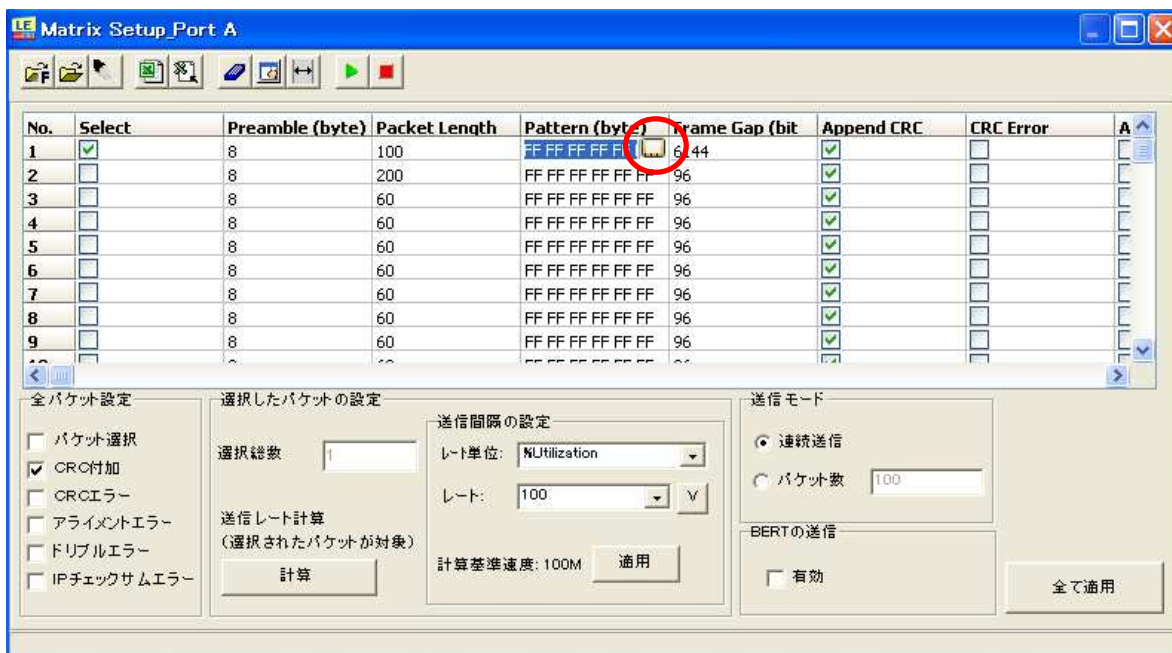 Matrix Setup_Port A
No. Select Preamble (byte) Packet Length Pattern (byte) Frame Gap (bit Append CRC CRC Error A
1 8 100 FF FF FF FF FF ... 6144
2 8 200 FF FF FF FF FF FF 96
3 8 60 FF FF FF FF FF FF 96
4 8 60 FF FF FF FF FF FF 96
5 8 60 FF FF FF FF FF FF 96
6 8 60 FF FF FF FF FF FF 96
7 8 60 FF FF FF FF FF FF 96
8 8 60 FF FF FF FF FF FF 96
9 8 60 FF FF FF FF FF FF 96
全パケット設定
パケット選択
CRC付加
CRCエラー
アライメントエラー
ドリブルエラー
IPチェックサムエラー
選択したパケットの設定
選択総数 1
送信レート計算
(選択されたパケットが対象)
計算
送信間隔の設定
レート単位: %Utilization
レート: 100 V
計算基準速度: 100M 適用
送信モード
連続送信
パケット数 100
BERTの送信
有効
全て適用